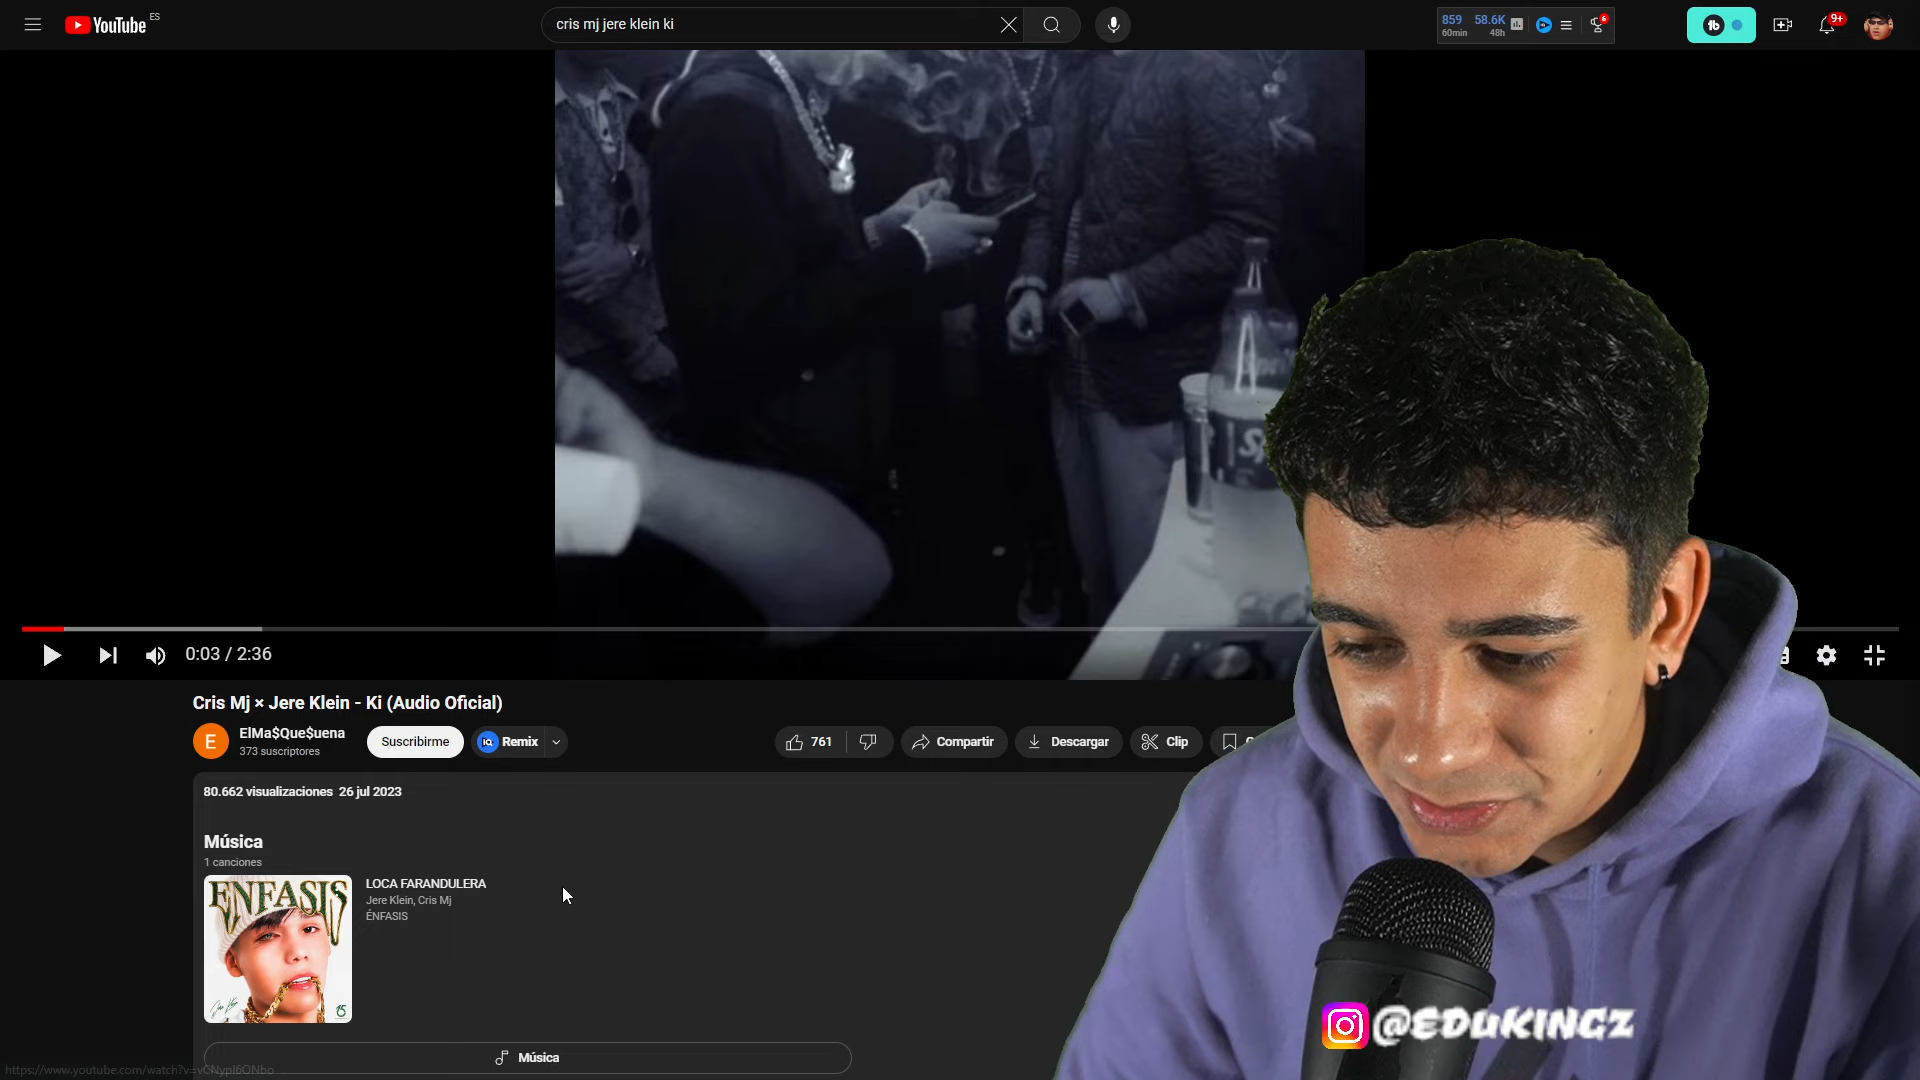 YouTube ES
cris mj jere klein ki
859
60min
58.6K
48h
6
9+
0:03 / 2:36
Cris Mj × Jere Klein - Ki (Audio Oficial)
E
ElMa$Que$uena
373 suscriptores
Suscribirme
Remix
761
Compartir
Descargar
Clip
80.662 visualizaciones 26 jul 2023
Música
1 canciones
ENFASIS
LOCA FARANDULERA
Jere Klein, Cris Mj
ÉNFASIS
Música
@EDUKINGZ